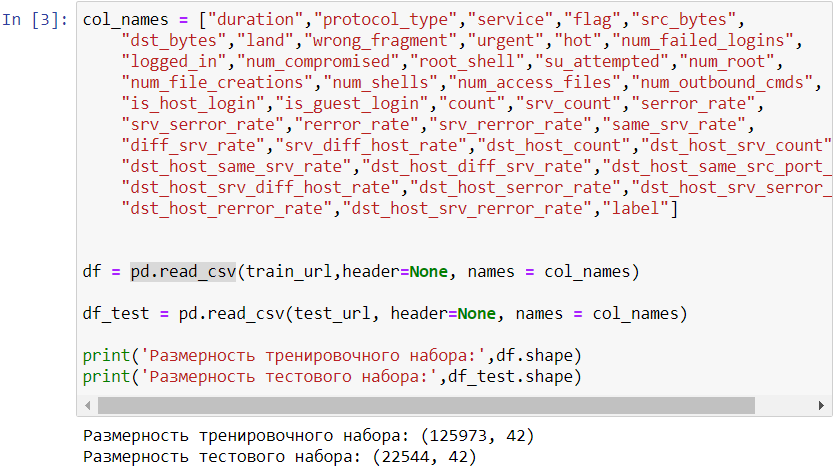 In [3]: col_names = ["duration","protocol_type","service","flag","src_bytes",
"dst_bytes","land","wrong_fragment","urgent","hot","num_failed_logins",
"logged_in","num_compromised","root_shell","su_attempted","num_root",
"num_file_creations","num_shells","num_access_files","num_outbound_cmds",
"is_host_login","is_guest_login","count","srv_count","serror_rate",
"srv_serror_rate","rerror_rate","srv_rerror_rate","same_srv_rate",
"diff_srv_rate","srv_diff_host_rate","dst_host_count","dst_host_srv_count"
"dst_host_same_srv_rate","dst_host_diff_srv_rate","dst_host_same_src_port_
"dst_host_srv_diff_host_rate","dst_host_serror_rate","dst_host_srv_serror_
"dst_host_rerror_rate","dst_host_srv_rerror_rate","label"]
df = pd.read_csv(train_url,header=None, names = col_names)
df_test = pd.read_csv(test_url, header=None, names = col_names)
print('Размерность тренировочного набора:',df.shape)
print('Размерность тестового набора:',df_test.shape)
Размерность тренировочного набора: (125973, 42)
Размерность тестового набора: (22544, 42)